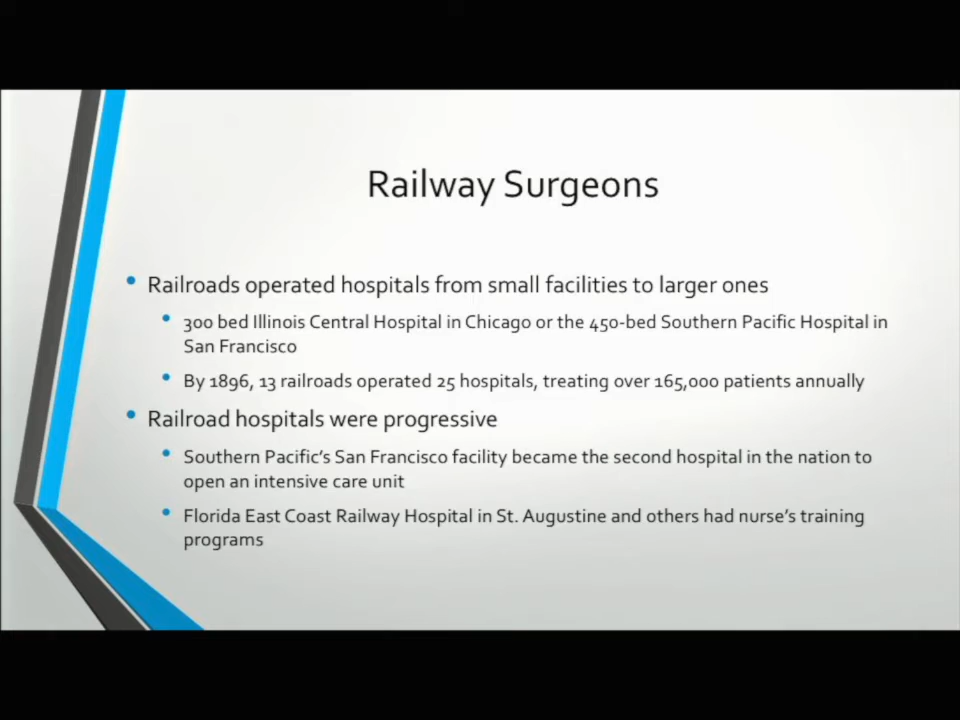 Railway Surgeons
• Railroads operated hospitals from small facilities to larger ones
• 300 bed Illinois Central Hospital in Chicago or the 450-bed Southern Pacific Hospital in
San Francisco
• By 1896, 13 railroads operated 25 hospitals, treating over 165,000 patients annually
• Railroad hospitals were progressive
• Southern Pacific’s San Francisco facility became the second hospital in the nation to
open an intensive care unit
• Florida East Coast Railway Hospital in St. Augustine and others had nurse’s training
programs